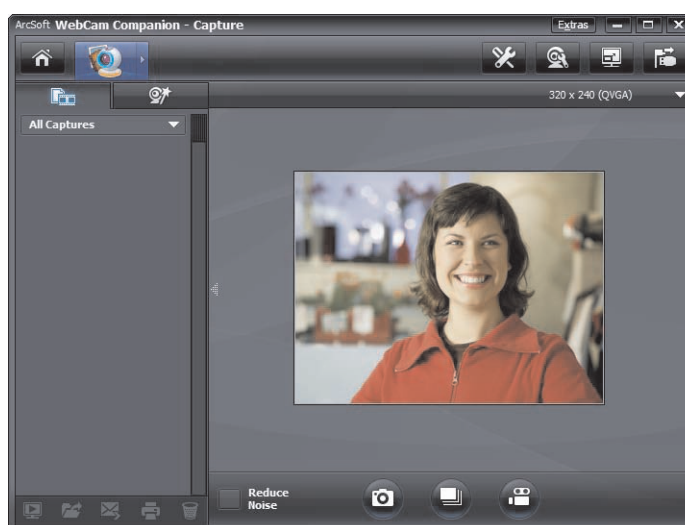 ArcSoft WebCam Companion - Capture
Extras
320 x 240 (QVGA)
All Captures
Reduce
Noise